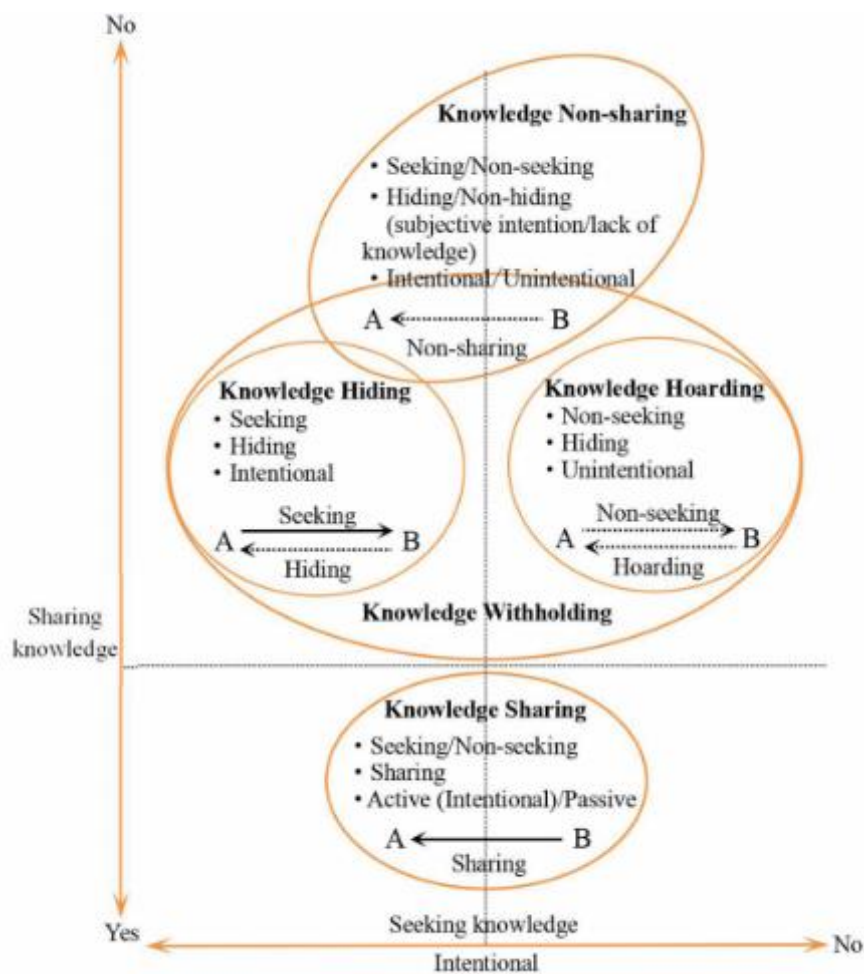 No
Knowledge Non-sharing
• Seeking/Non-seeking
• Hiding/Non-hiding
(subjective intention/lack of
knowledge)
• Intentional/Unintentional
A B
Non-sharing
Knowledge Hiding
• Seeking
• Hiding
• Intentional
Seeking
A B
Hiding
Knowledge Hoarding
• Non-seeking
• Hiding
• Unintentional
Non-seeking
A B
Hoarding
Knowledge Withholding
Sharing
knowledge
Knowledge Sharing
• Seeking/Non-seeking
• Sharing
• Active (Intentional)/Passive
A B
Sharing
Yes
Seeking knowledge
No
Intentional